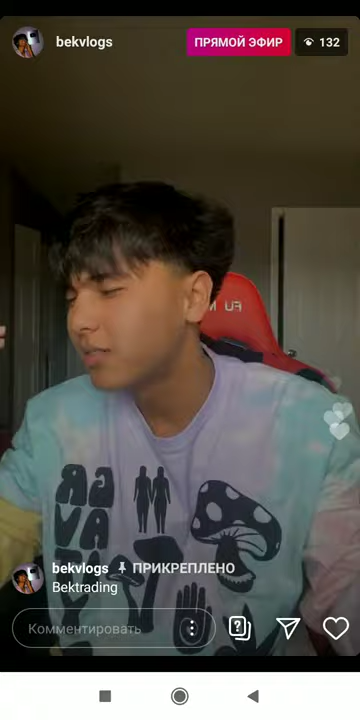 bekvlogs
ПРЯМОЙ ЭФИР
132
bekvlogs ПРИКРЕПЛЕНО
Bektrading
Комментировать